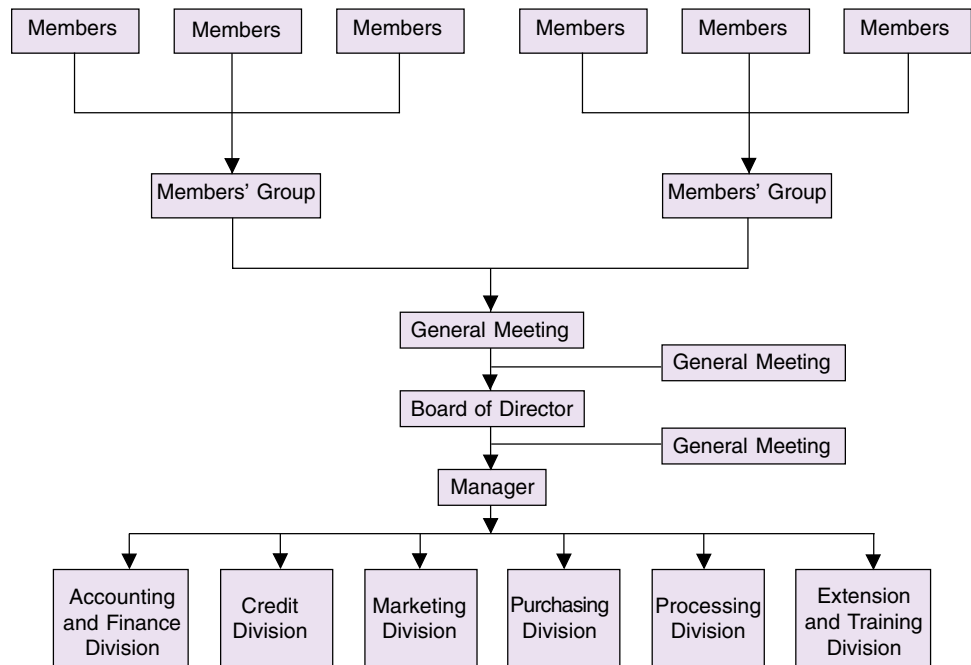 Members
Members
Members
Members
Members
Members
Members' Group
Members' Group
General Meeting
General Meeting
Board of Director
General Meeting
Manager
Accounting
and Finance
Division
Credit
Division
Marketing
Division
Purchasing
Division
Processing
Division
Extension
and Training
Division